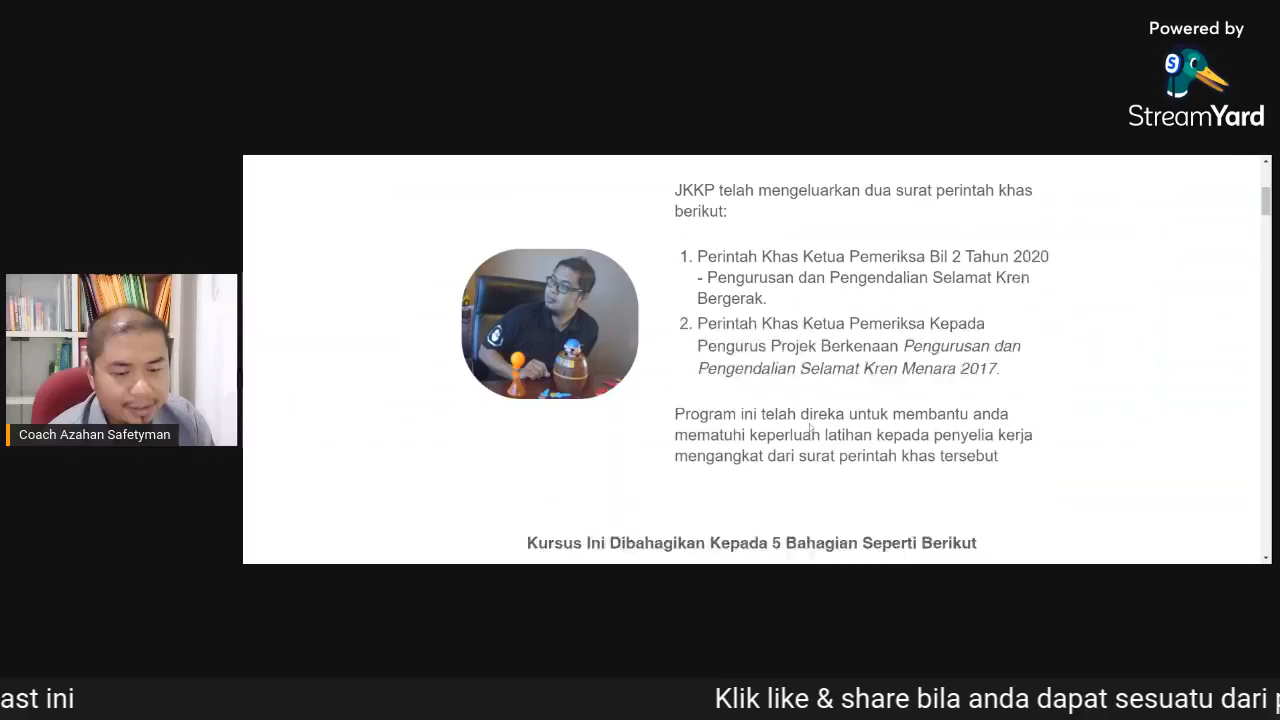 Powered by
StreamYard
JKKP telah mengeluarkan dua surat perintah khas
berikut:
1. Perintah Khas Ketua Pemeriksa Bil 2 Tahun 2020
- Pengurusan dan Pengendalian Selamat Kren
Bergerak.
2. Perintah Khas Ketua Pemeriksa Kepada
Pengurus Projek Berkenaan Pengurusan dan
Pengendalian Selamat Kren Menara 2017.
Program ini telah direka untuk membantu anda
mematuhi keperluah latihan kepada penyelia kerja
mengangkat dari surat perintah khas tersebut
Coach Azahan Safetyman
Kursus Ini Dibahagikan Kepada 5 Bahagian Seperti Berikut
ast ini
Klik like & share bila anda dapat sesuatu dari